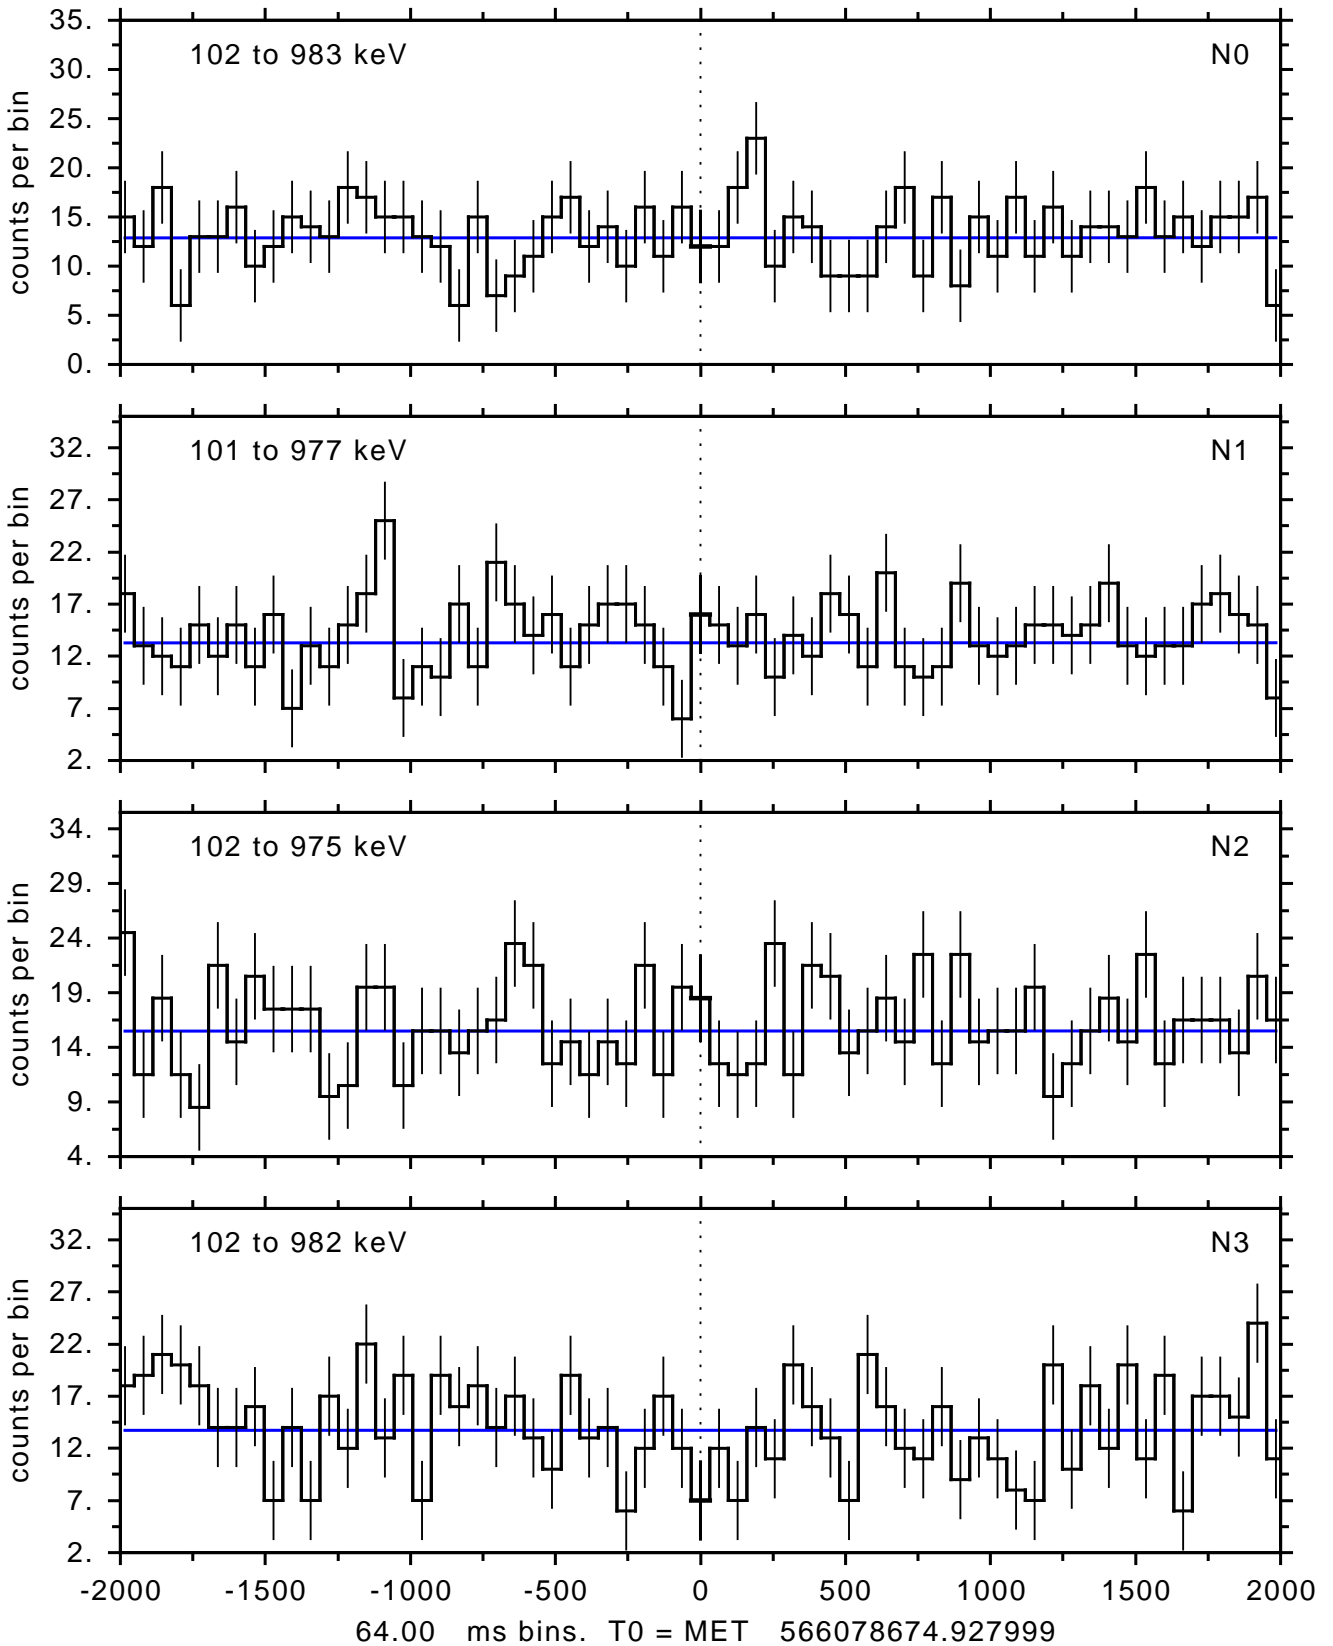 35.
30.
25.
20.
15.
10.
5.
0.
counts per bin
102 to 983 keV
N0
32.
27.
22.
17.
12.
7.
2.
counts per bin
101 to 977 keV
N1
34.
29.
24.
19.
14.
9.
4.
counts per bin
102 to 975 keV
N2
32.
27.
22.
17.
12.
7.
2.
counts per bin
102 to 982 keV
N3
-2000 -1500 -1000 -500 0 500 1000 1500 2000
64.00 ms bins. T0 = MET 566078674.927999